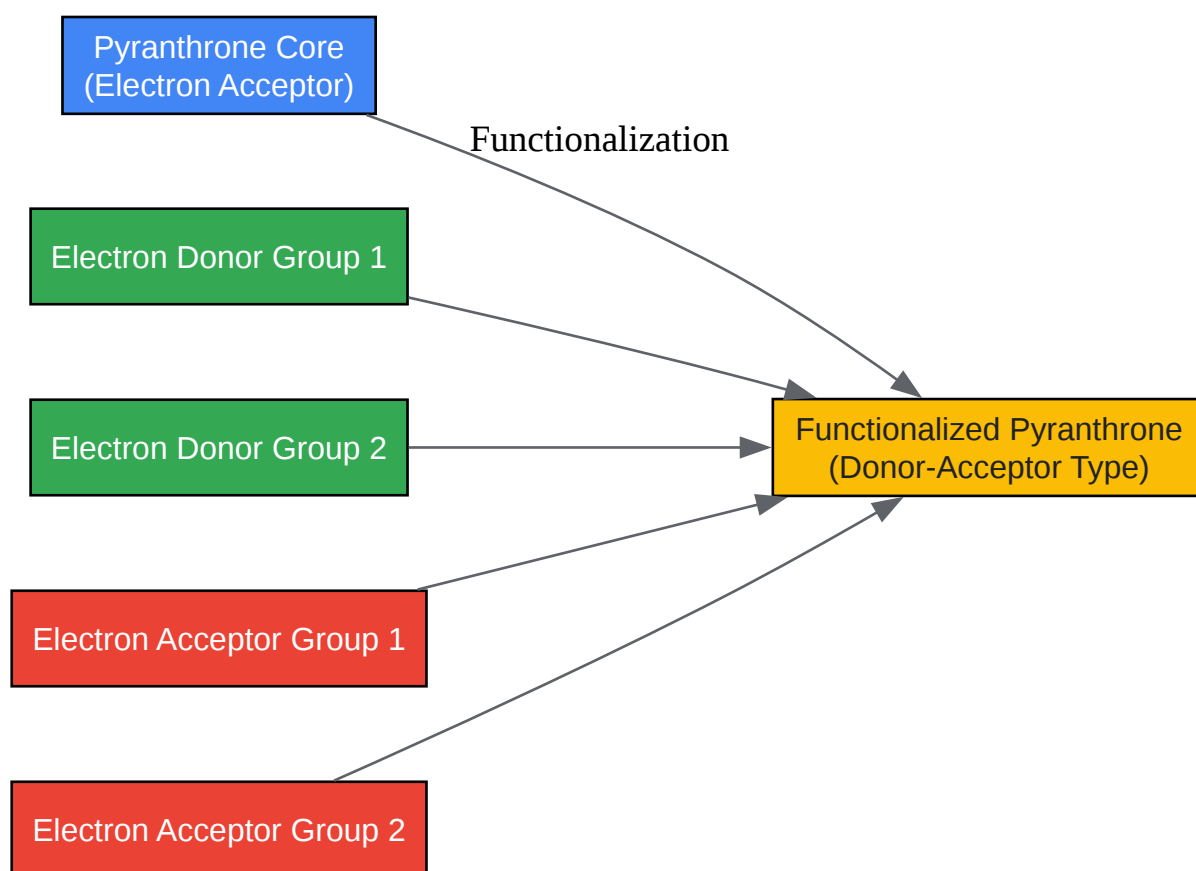 Pyranthrone Core
(Electron Acceptor)
Functionalization
Electron Donor Group 1
Electron Donor Group 2
Functionalized Pyranthrone
(Donor-Acceptor Type)
Electron Acceptor Group 1
Electron Acceptor Group 2